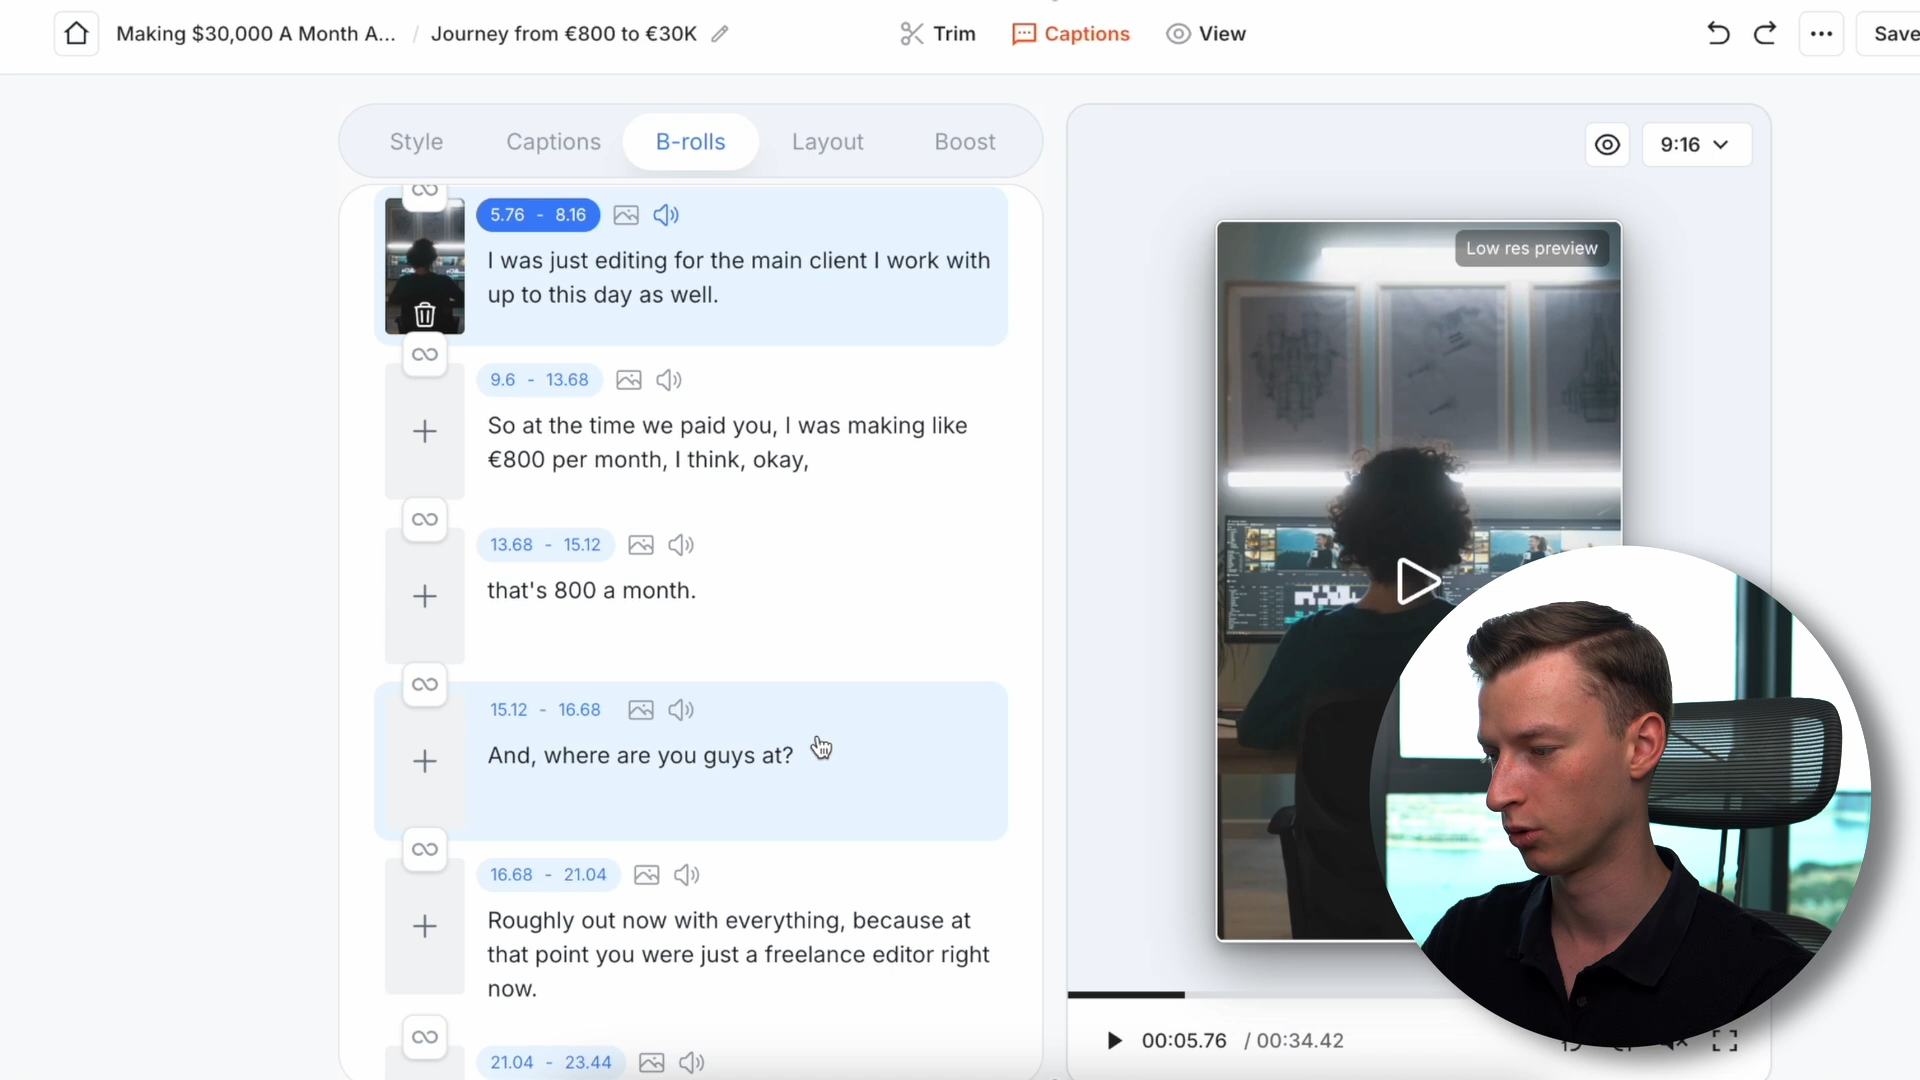 Making $30,000 A Month A... / Journey from €800 to €30K
Trim
Captions
View
Save
Style
Captions
B-rolls
Layout
Boost
9:16
5.76 - 8.16
I was just editing for the main client I work with
up to this day as well.
9.6 - 13.68
So at the time we paid you, I was making like
€800 per month, I think, okay,
13.68 - 15.12
that's 800 a month.
15.12 - 16.68
And, where are you guys at?
16.68 - 21.04
Roughly out now with everything, because at
that point you were just a freelance editor right
now.
21.04 - 23.44
Low res preview
00:05.76 / 00:34.42